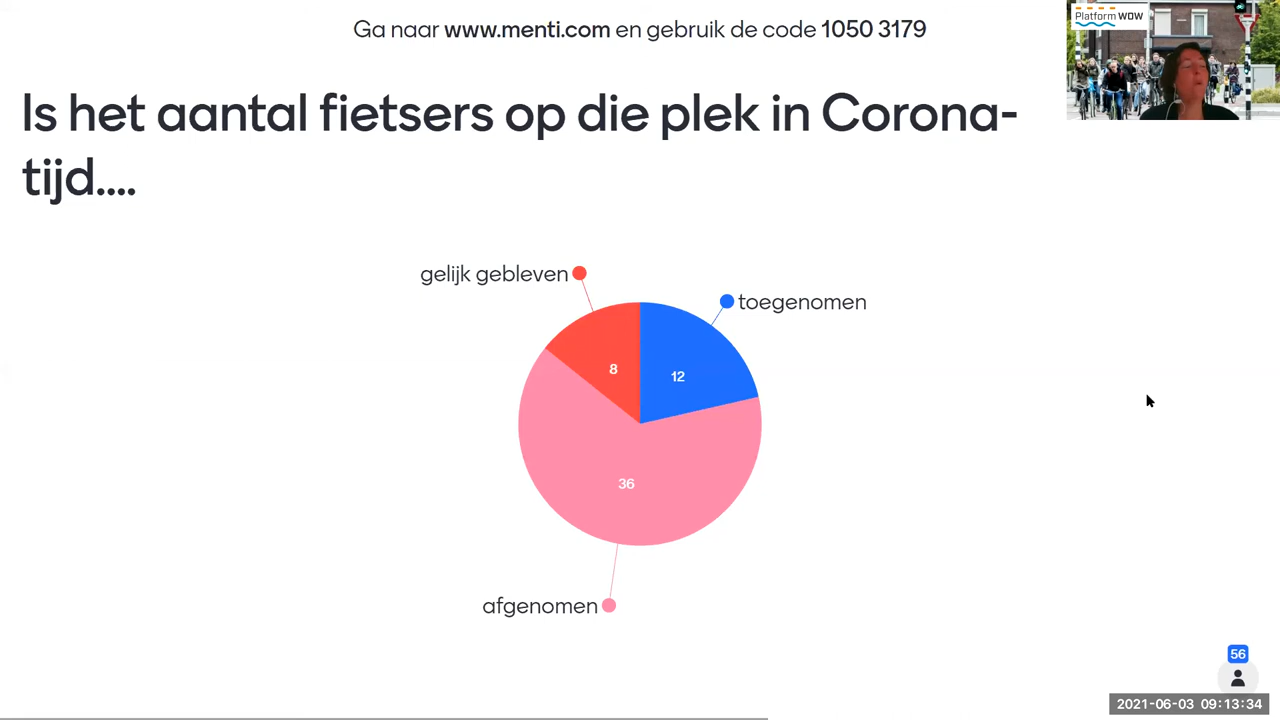 Ga naar www.menti.com en gebruik de code 1050 3179
Platform WOW
Is het aantal fietsers op die plek in Corona-
tijd....
gelijk gebleven
toegenomen
8
12
36
afgenomen
56
2021-06-03 09:13:34